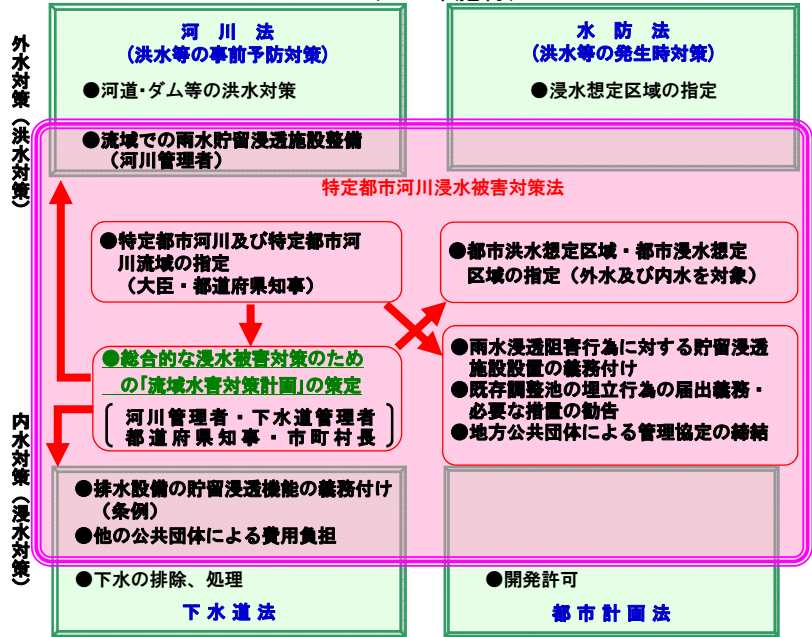 外水対策（洪水対策）
内水対策（浸水対策）
河川法
（洪水等の事前予防対策）
●河道・ダム等の洪水対策
●流域での雨水貯留浸透施設整備
（河川管理者）
水防法
（洪水等の発生時対策）
●浸水想定区域の指定
特定都市河川浸水被害対策法
●特定都市河川及び特定都市河
川流域の指定
（大臣・都道府県知事）
●都市洪水想定区域・都市浸水想定
区域の指定（外水及び内水を対象）
●総合的な浸水被害対策のため
の「流域水害対策計画」の策定
河川管理者・下水道管理者
都道府県知事・市町村長
●雨水浸透阻害行為に対する貯留浸透
施設設置の義務付け
●既存調整池の埋立行為の届出義務・
必要な措置の勧告
●地方公共団体による管理協定の締結
●排水設備の貯留浸透機能の義務付け
（条例）
●他の公共団体による費用負担
●下水の排除、処理
下水道法
●開発許可
都市計画法